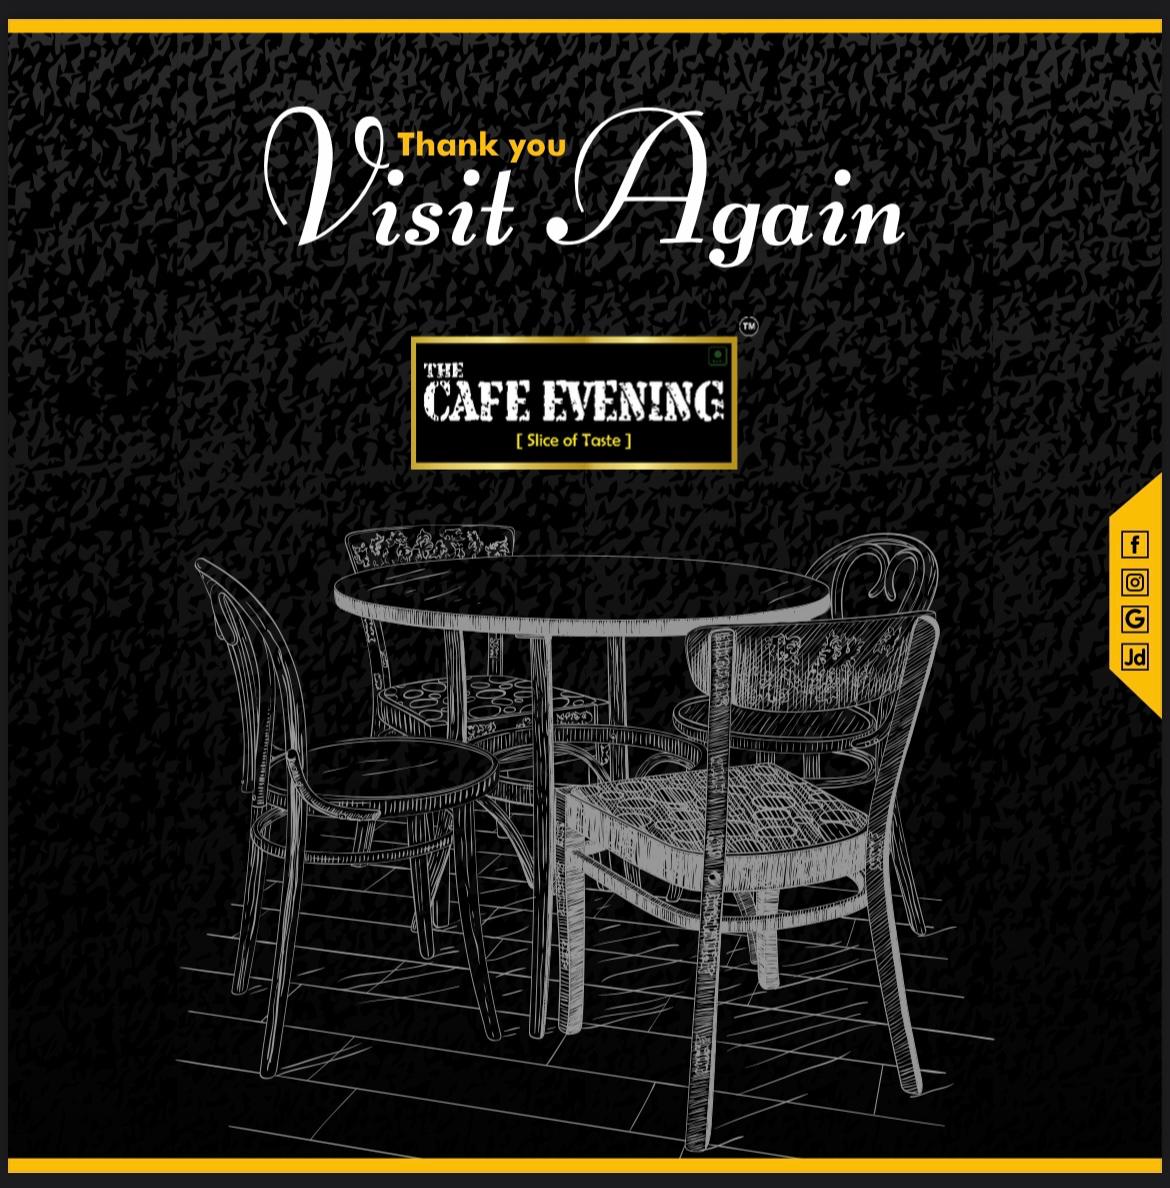 Thank you
Visit Again
TM
THE
CAFE EVENING
[ Slice of Taste ]
f
G
Jd